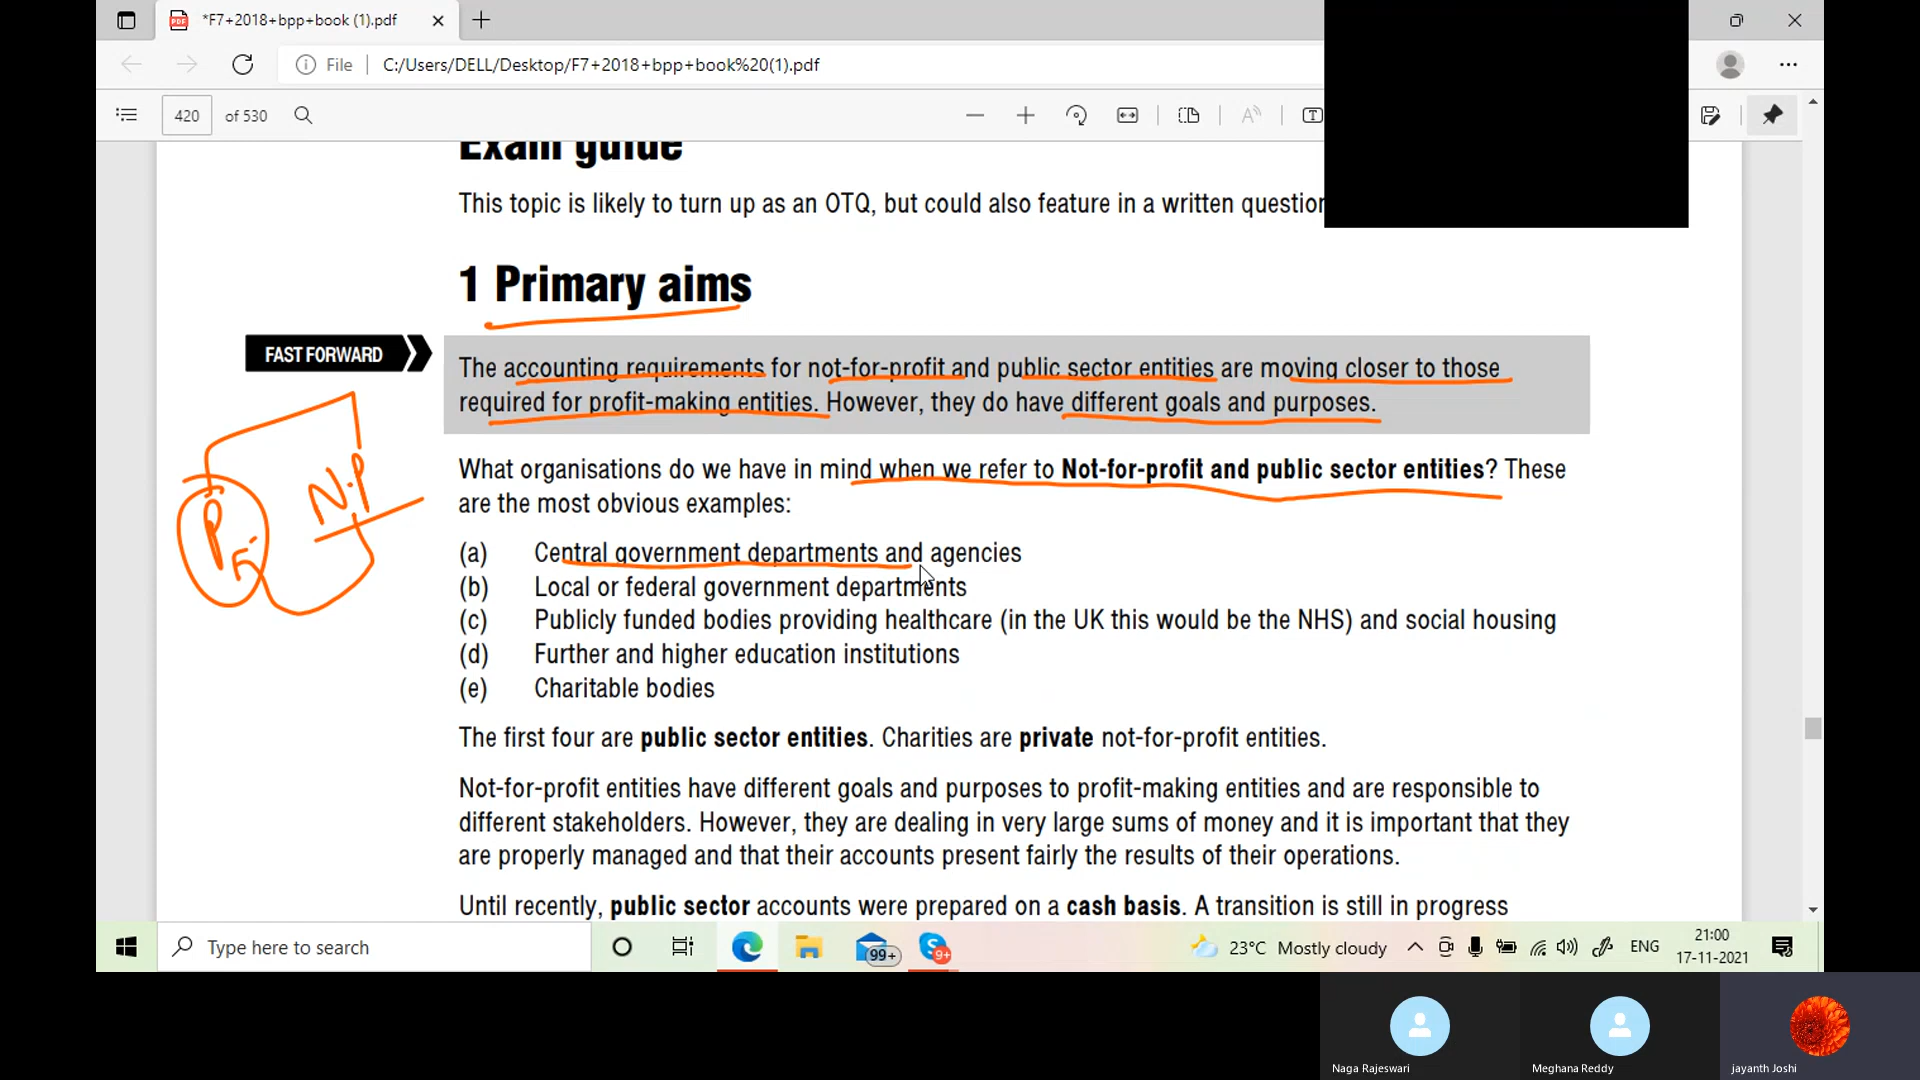 *F7+2018+bpp+book (1).pdf
File
C:/Users/DELL/Desktop/F7+2018+bpp+book%20(1).pdf
420 of 530
Exam guide
This topic is likely to turn up as an OTQ, but could also feature in a written question
1 Primary aims
FAST FORWARD
The accounting requirements for not-for-profit and public sector entities are moving closer to those
required for profit-making entities. However, they do have different goals and purposes.
What organisations do we have in mind when we refer to Not-for-profit and public sector entities? These
are the most obvious examples:
N.P
(a) Central government departments and agencies
(b) Local or federal government departments
(c) Publicly funded bodies providing healthcare (in the UK this would be the NHS) and social housing
(d) Further and higher education institutions
(e) Charitable bodies
The first four are public sector entities. Charities are private not-for-profit entities.
Not-for-profit entities have different goals and purposes to profit-making entities and are responsible to
different stakeholders. However, they are dealing in very large sums of money and it is important that they
are properly managed and that their accounts present fairly the results of their operations.
Until recently, public sector accounts were prepared on a cash basis. A transition is still in progress
Type here to search
99+
9+
23°C Mostly cloudy
ENG
21:00
17-11-2021
Naga Rajeswari
Meghana Reddy
jayanth Joshi